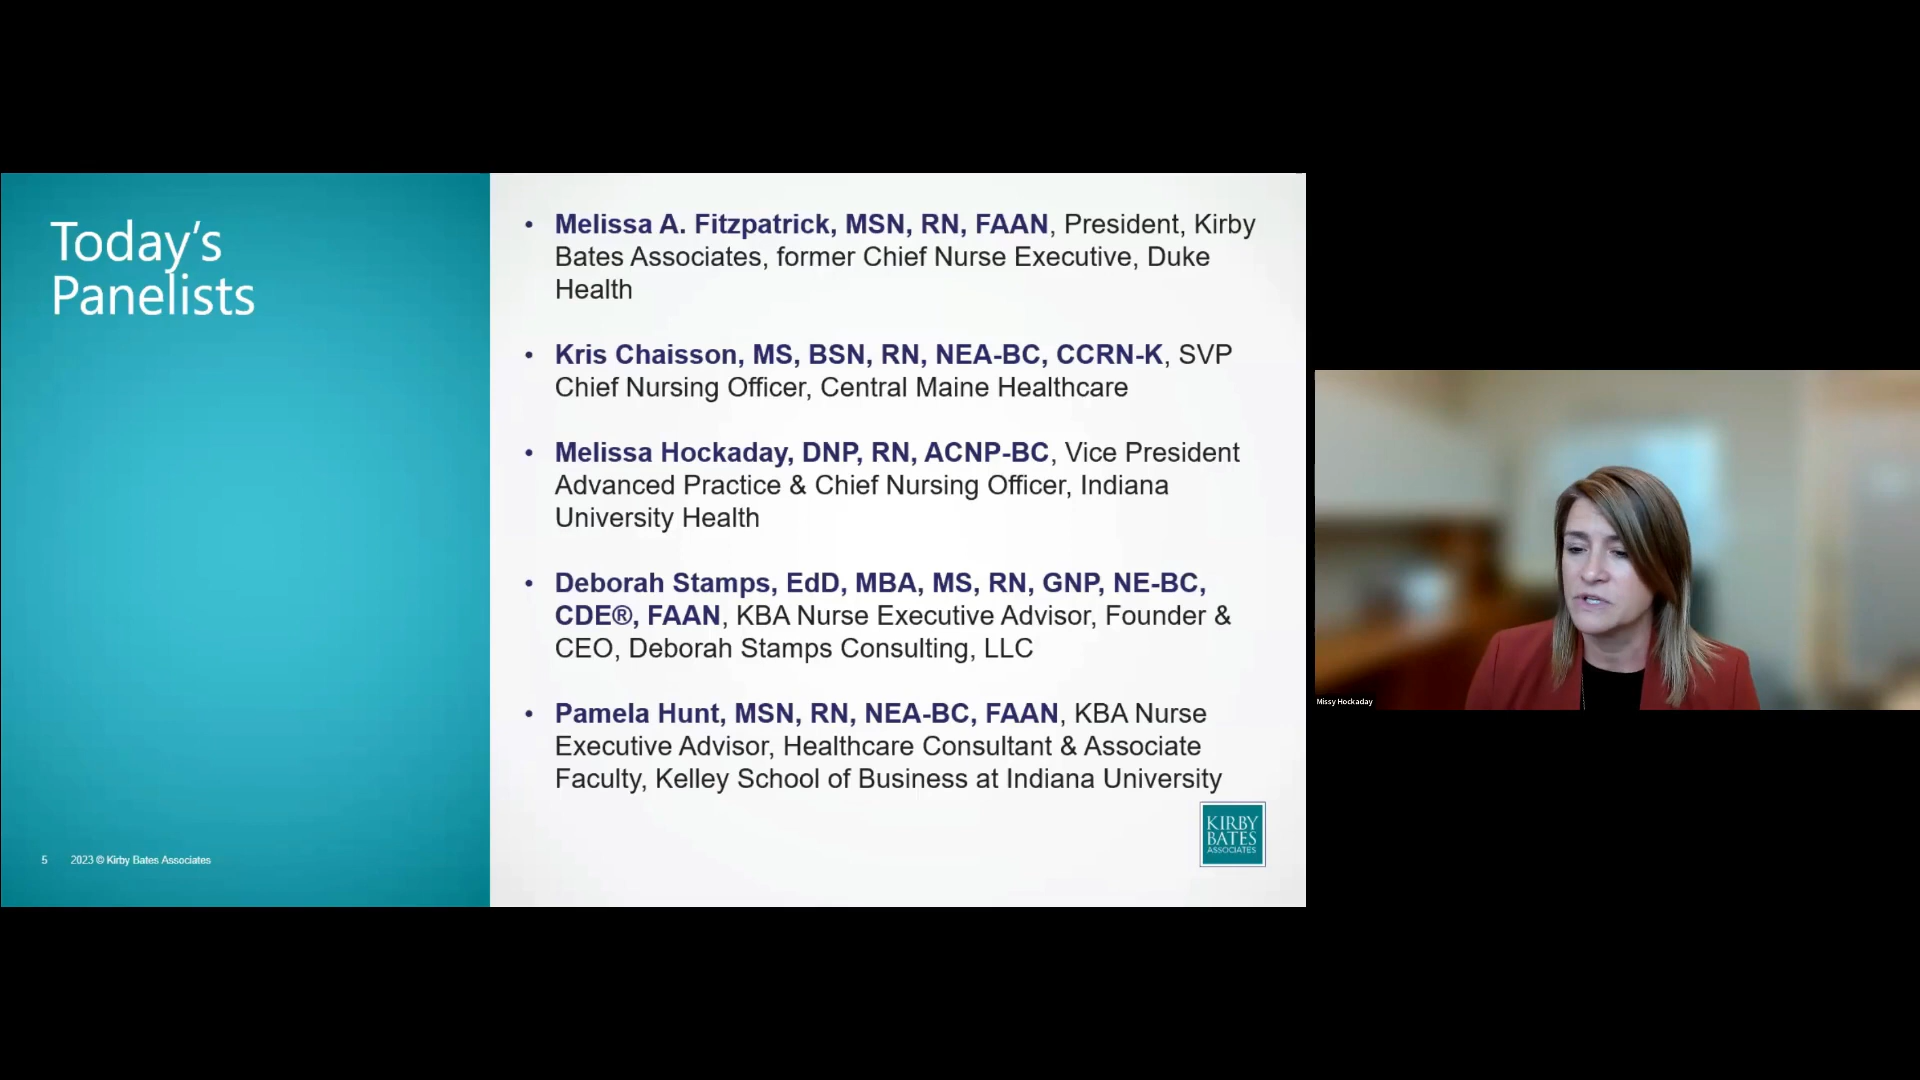 Today's
Panelists
• Melissa A. Fitzpatrick, MSN, RN, FAAN, President, Kirby
Bates Associates, former Chief Nurse Executive, Duke
Health
• Kris Chaisson, MS, BSN, RN, NEA-BC, CCRN-K, SVP
Chief Nursing Officer, Central Maine Healthcare
• Melissa Hockaday, DNP, RN, ACNP-BC, Vice President
Advanced Practice & Chief Nursing Officer, Indiana
University Health
• Deborah Stamps, EdD, MBA, MS, RN, GNP, NE-BC,
CDE®, FAAN, KBA Nurse Executive Advisor, Founder &
CEO, Deborah Stamps Consulting, LLC
• Pamela Hunt, MSN, RN, NEA-BC, FAAN, KBA Nurse
Executive Advisor, Healthcare Consultant & Associate
Faculty, Kelley School of Business at Indiana University
KIRBY
BATES
ASSOCIATES
5 2023 © Kirby Bates Associates
Missy Hockaday